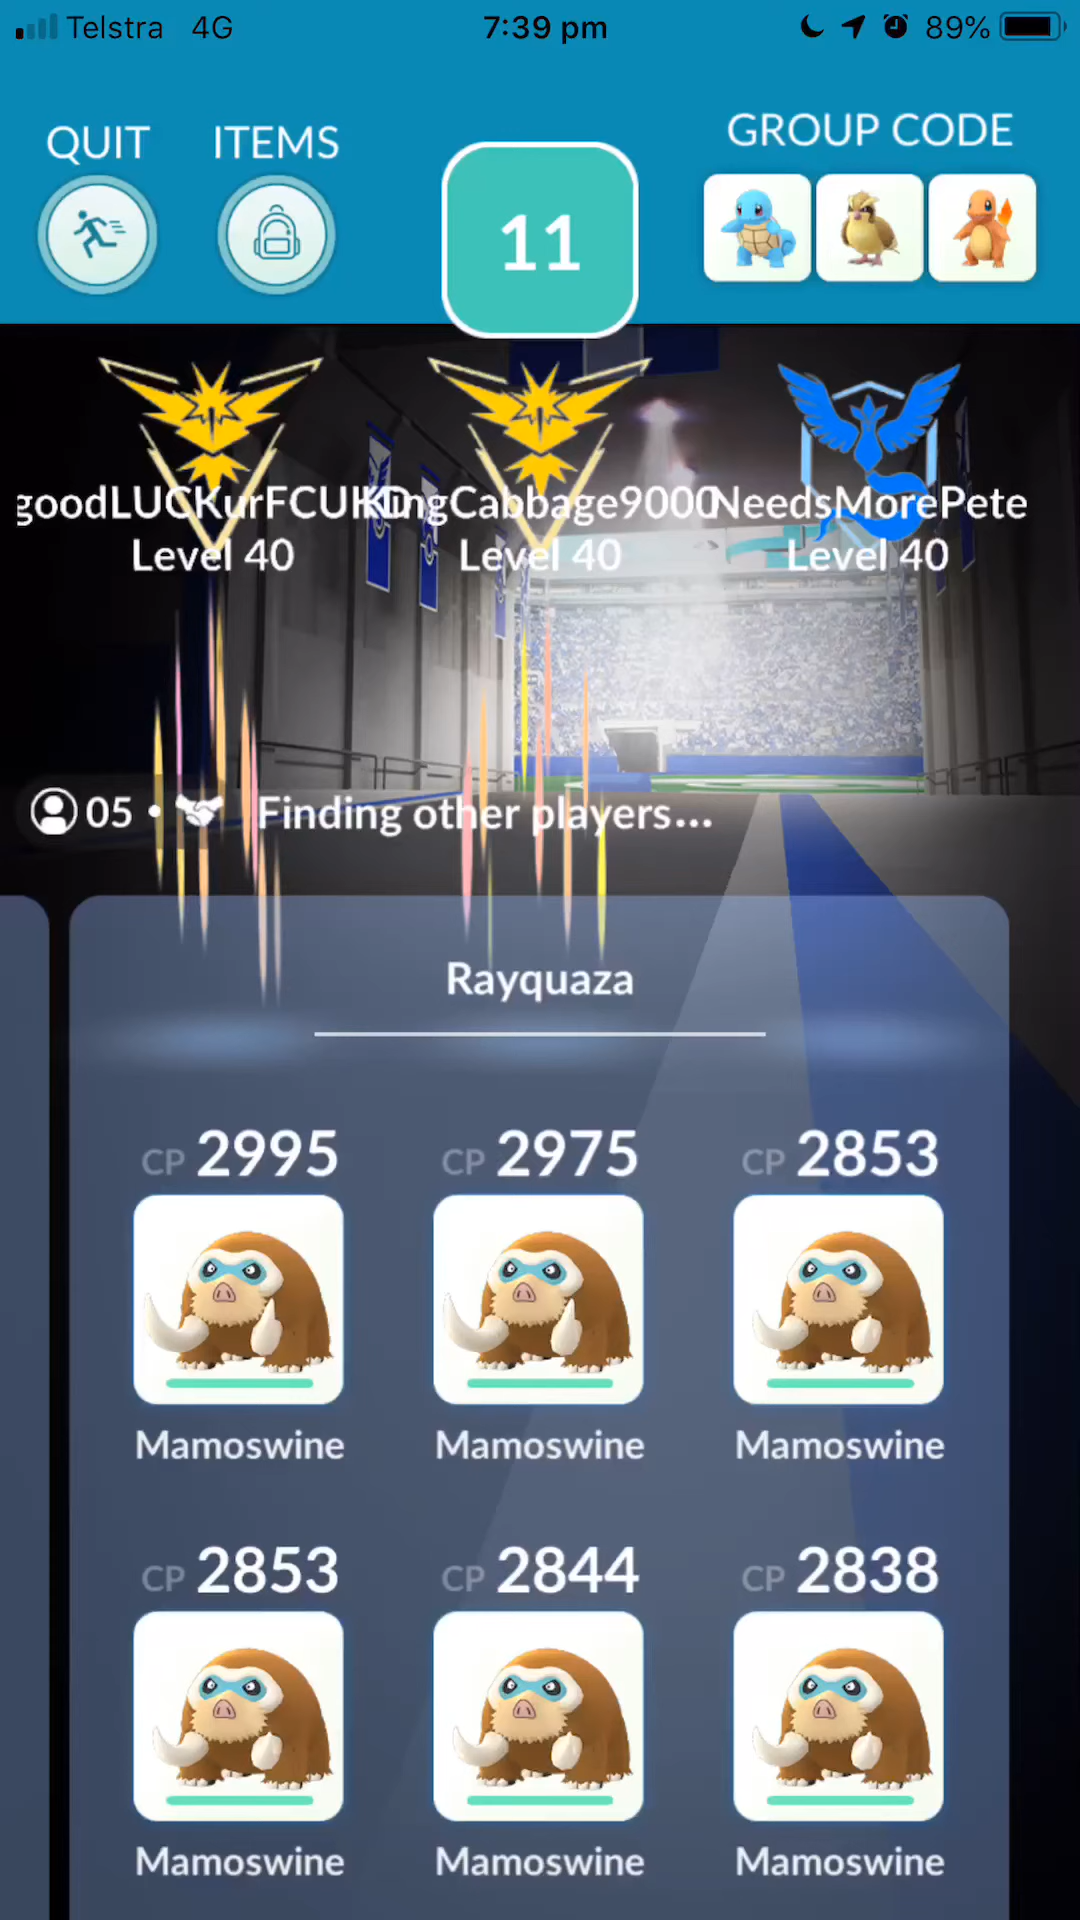 Telstra 4G 7:39 pm 89%
QUIT ITEMS GROUP CODE
11
goodLUCKurFCUKD KingCabbage9000 NeedsMorePete
Level 40 Level 40 Level 40
05 • Finding other players...
Rayquaza
CP 2995 CP 2975 CP 2853
Mamoswine Mamoswine Mamoswine
CP 2853 CP 2844 CP 2838
Mamoswine Mamoswine Mamoswine